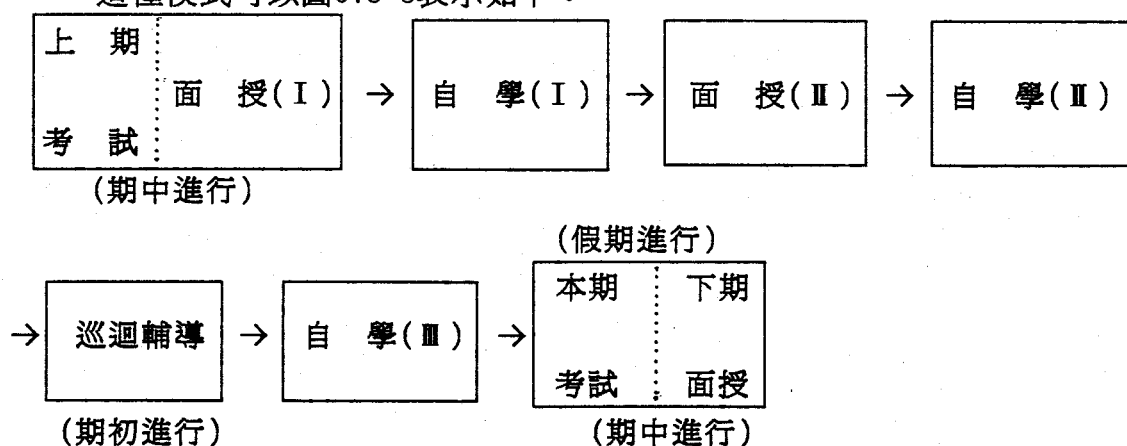 上 期
面 授(Ⅰ) → 自 學(Ⅰ) → 面 授(Ⅱ) → 自 學(Ⅱ)
考 試
(期中進行)
(假期進行)
本期 下期
→ 巡迴輔導 → 自 學(Ⅲ) →
考試 面授
(期初進行) (期中進行)